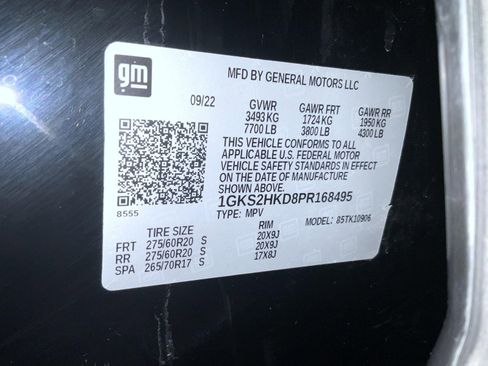 gm
MFD BY GENERAL MOTORS LLC
09/22 GVWR GAWR FRT GAWR RR
3493 KG 1724 KG 1950 KG
7700 LB 3800 LB 4300 LB
THIS VEHICLE CONFORMS TO ALL
APPLICABLE U.S. FEDERAL MOTOR
VEHICLE SAFETY STANDARDS IN EFFECT
ON THE DATE OF MANUFACTURE
SHOWN ABOVE.
1GKS2HKD8PR168495
8555 TYPE: MPV MODEL: 85TK10906
TIRE SIZE RIM
FRT 275/60R20 S 20X9J
RR 275/60R20 S 20X9J
SPA 265/70R17 S 17X8J